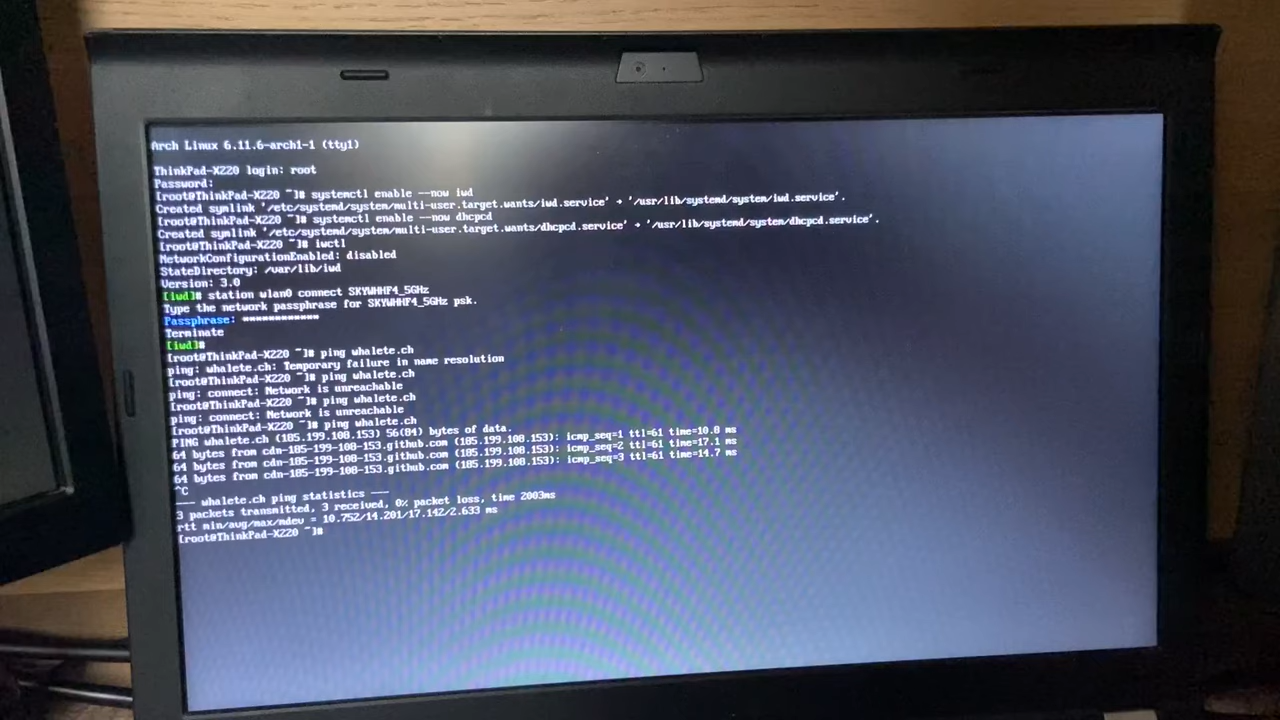 Arch Linux 6.11.6-arch1-1 (tty1)
ThinkPad-X220 login: root
Password:
[root@ThinkPad-X220 ~]# systemctl enable --now iwd
Created symlink '/etc/systemd/system/multi-user.target.wants/iwd.service' → '/usr/lib/systemd/system/iwd.service'.
[root@ThinkPad-X220 ~]# systemctl enable --now dhcpcd
Created symlink '/etc/systemd/system/multi-user.target.wants/dhcpcd.service' → '/usr/lib/systemd/system/dhcpcd.service'.
[root@ThinkPad-X220 ~]# iwctl
NetworkConfigurationEnabled: disabled
StateDirectory: /var/lib/iwd
Version: 3.0
[iwd]# station wlan0 connect SKYWHHF4_5GHz
Type the network passphrase for SKYWHHF4_5GHz psk.
Passphrase: ************
Terminate
[iwd]#
[root@ThinkPad-X220 ~]# ping whalete.ch
ping: whalete.ch: Temporary failure in name resolution
[root@ThinkPad-X220 ~]# ping whalete.ch
ping: connect: Network is unreachable
[root@ThinkPad-X220 ~]# ping whalete.ch
ping: connect: Network is unreachable
[root@ThinkPad-X220 ~]# ping whalete.ch
PING whalete.ch (185.199.108.153) 56(84) bytes of data.
64 bytes from cdn-185-199-108-153.github.com (185.199.108.153): icmp_seq=1 ttl=61 time=10.8 ms
64 bytes from cdn-185-199-108-153.github.com (185.199.108.153): icmp_seq=2 ttl=61 time=17.1 ms
64 bytes from cdn-185-199-108-153.github.com (185.199.108.153): icmp_seq=3 ttl=61 time=14.7 ms
^C
--- whalete.ch ping statistics ---
3 packets transmitted, 3 received, 0% packet loss, time 2003ms
rtt min/avg/max/mdev = 10.752/14.201/17.142/2.633 ms
[root@ThinkPad-X220 ~]#